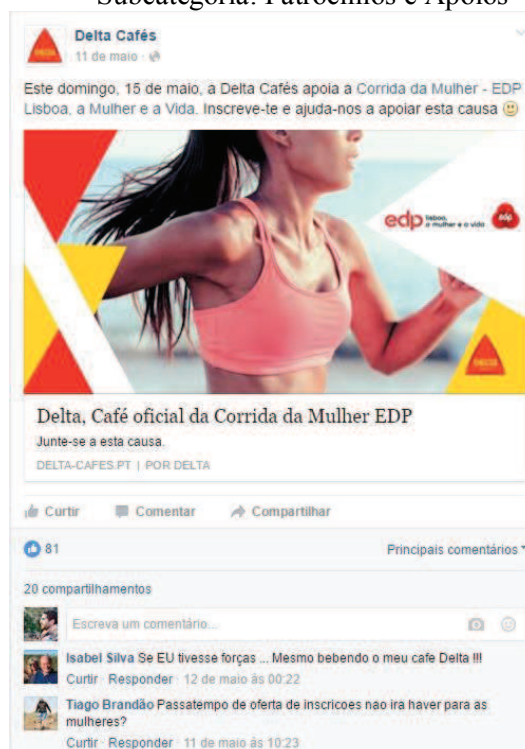 Subcategoria: Patrocínios e Apoios
Delta Cafés
11 de maio ·
Este domingo, 15 de maio, a Delta Cafés apoia a Corrida da Mulher - EDP
Lisboa, a Mulher e a Vida. Inscreve-te e ajuda-nos a apoiar esta causa
edp lisboa, a mulher e a vida
edp
DELTA
Delta, Café oficial da Corrida da Mulher EDP
Junte-se a esta causa.
DELTA-CAFES.PT | POR DELTA
Curtir Comentar Compartilhar
81 Principais comentários
20 compartilhamentos
Escreva um comentário...
Isabel Silva Se EU tivesse forças ... Mesmo bebendo o meu cafe Delta !!!
Curtir · Responder · 12 de maio às 00:22
Tiago Brandão Passatempo de oferta de inscricoes nao ira haver para as
mulheres?
Curtir · Responder · 11 de maio às 10:23